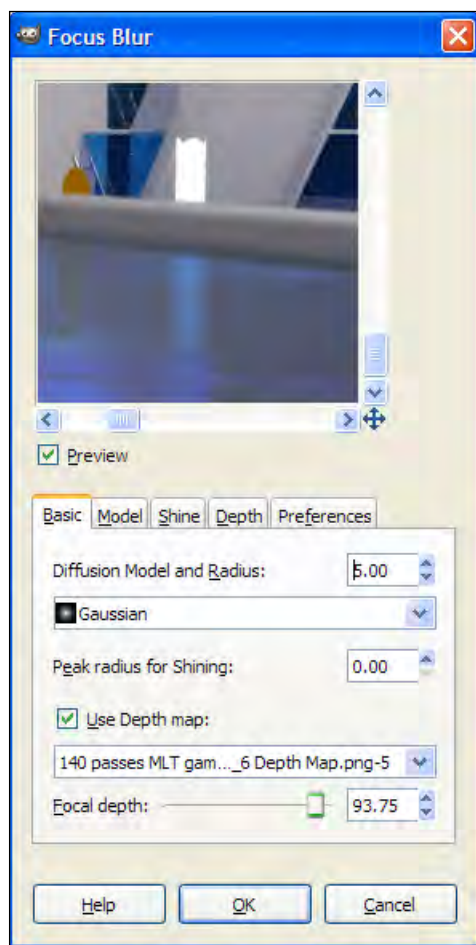 Focus Blur
Preview
Basic Model Shine Depth Preferences
Diffusion Model and Radius: 5.00
Gaussian
Peak radius for Shining: 0.00
Use Depth map:
140 passes MLT gam..._6 Depth Map.png-5
Focal depth: 93.75
Help OK Cancel